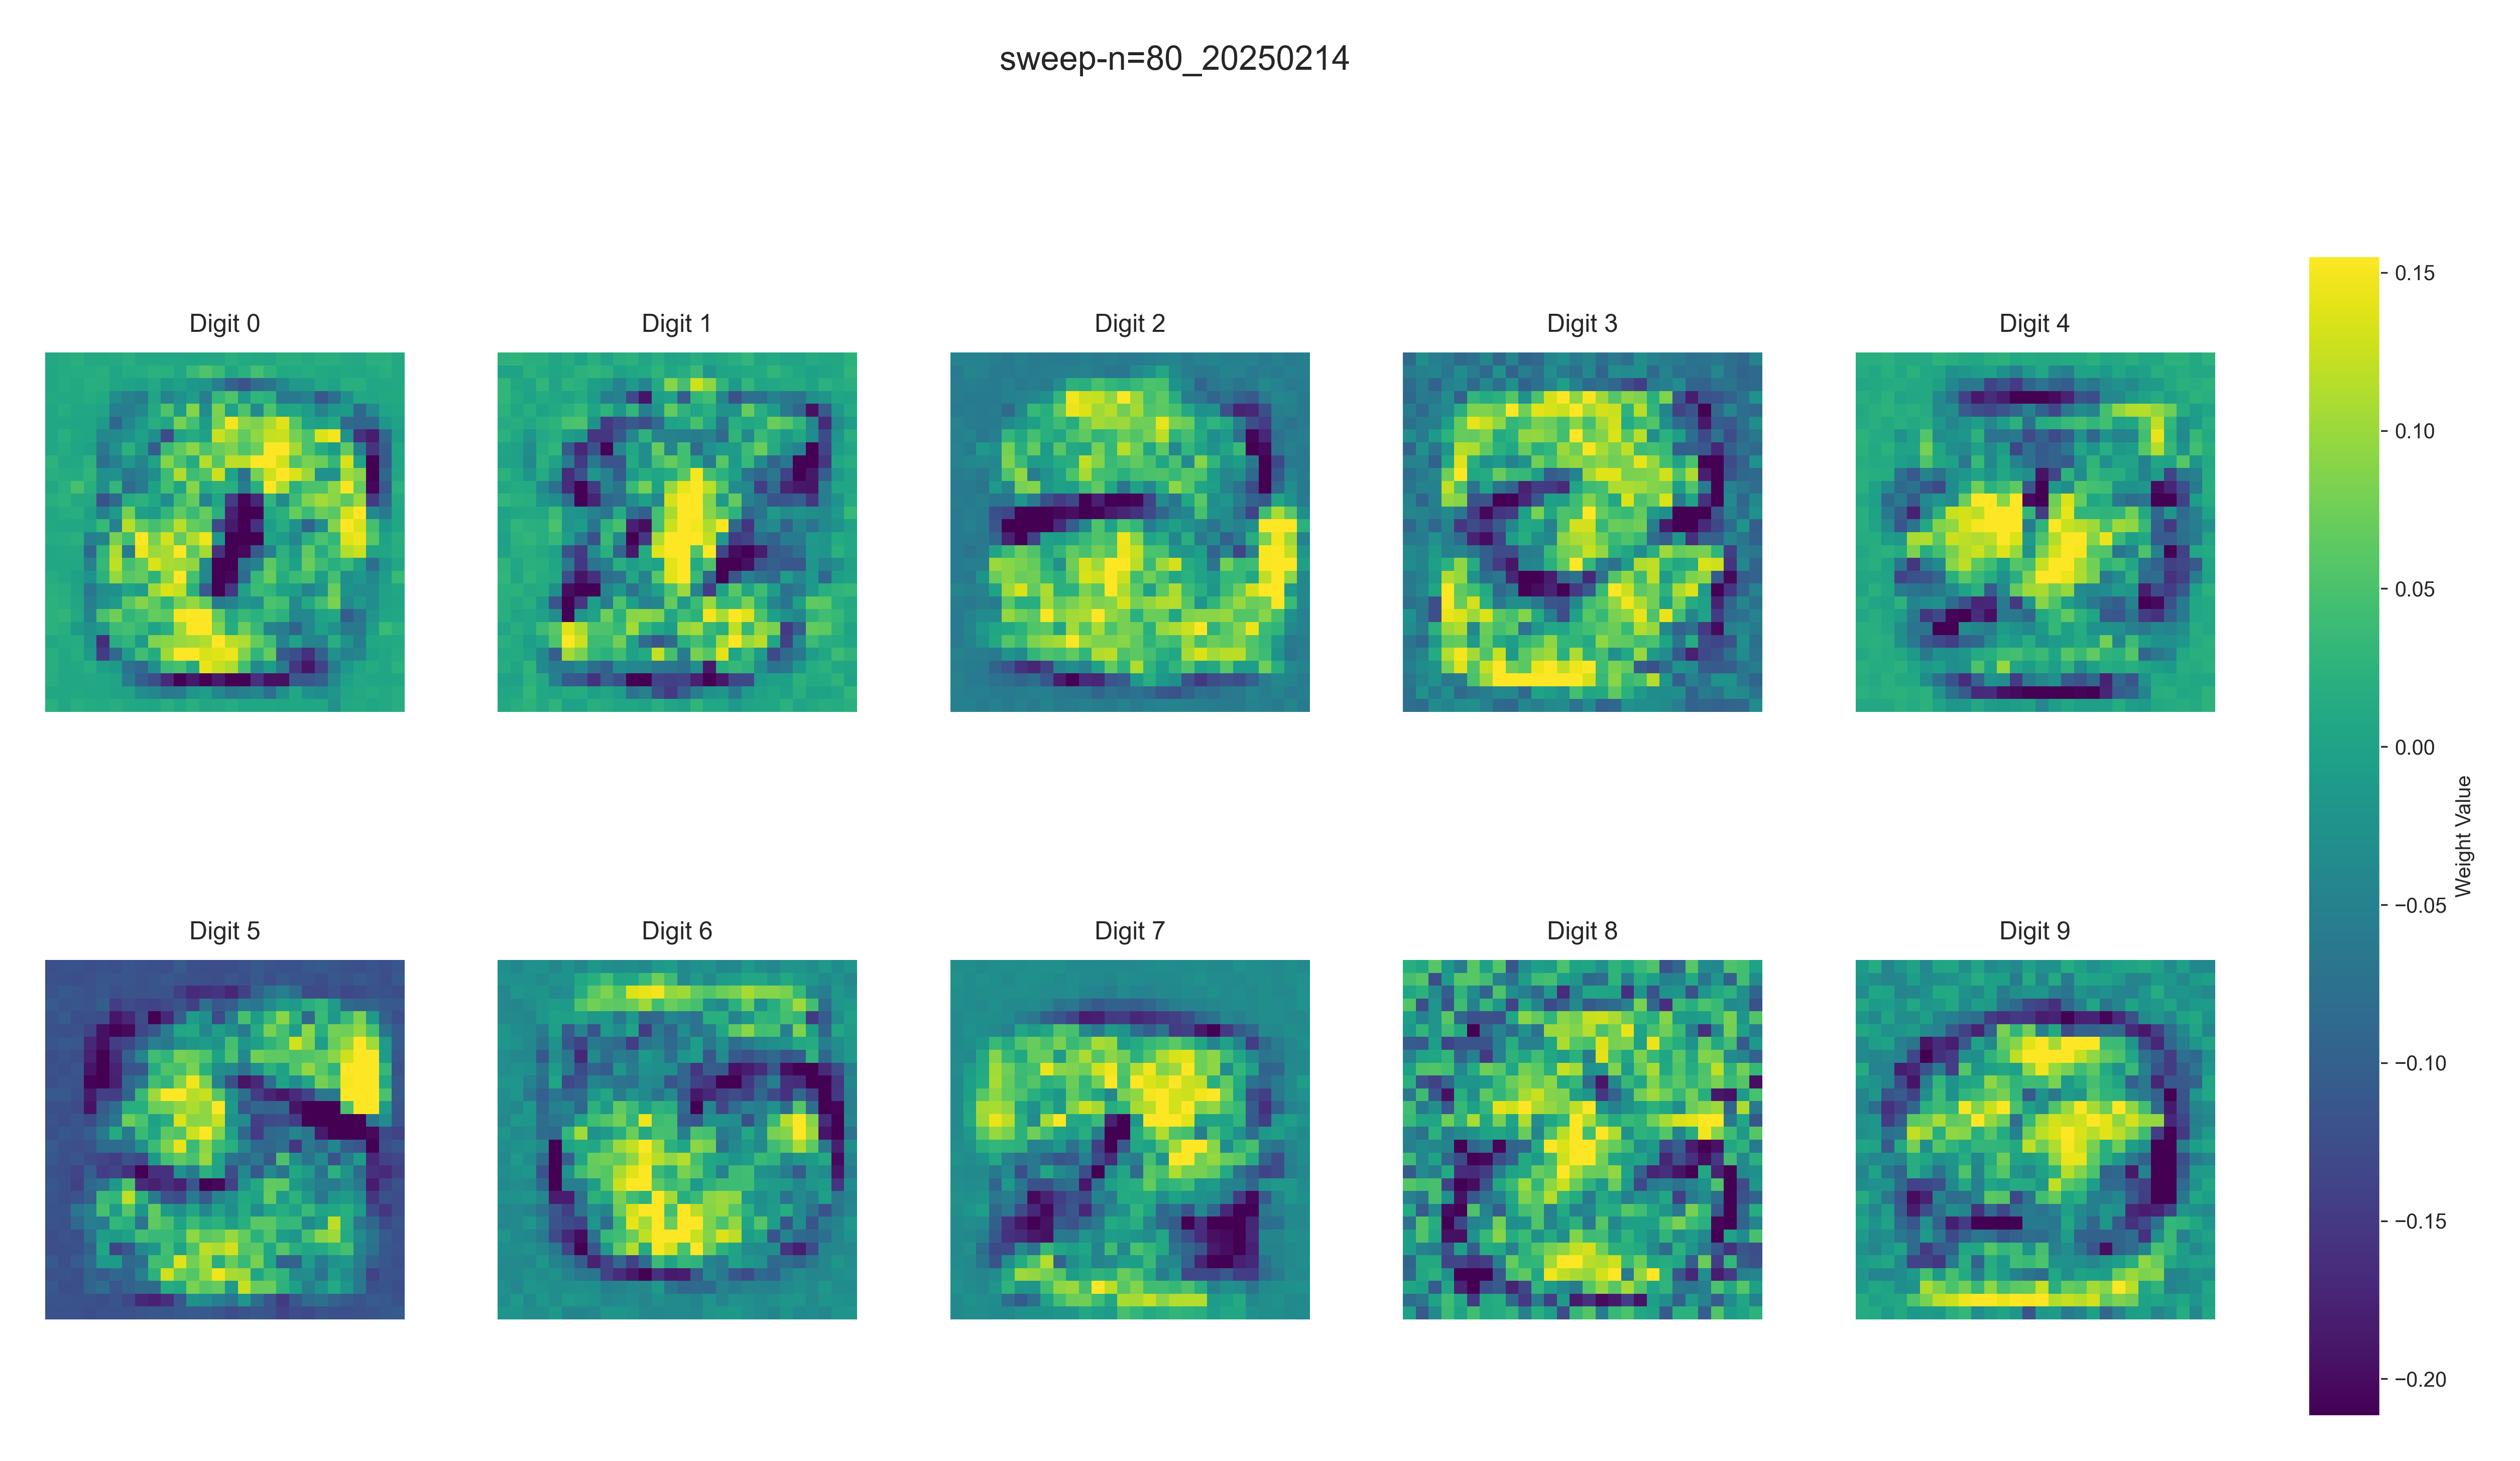 sweep-n=80_20250214
Digit 0
Digit 1
Digit 2
Digit 3
Digit 4
Digit 5
Digit 6
Digit 7
Digit 8
Digit 9
0.15
0.10
0.05
0.00
−0.05
−0.10
−0.15
−0.20
Weight Value